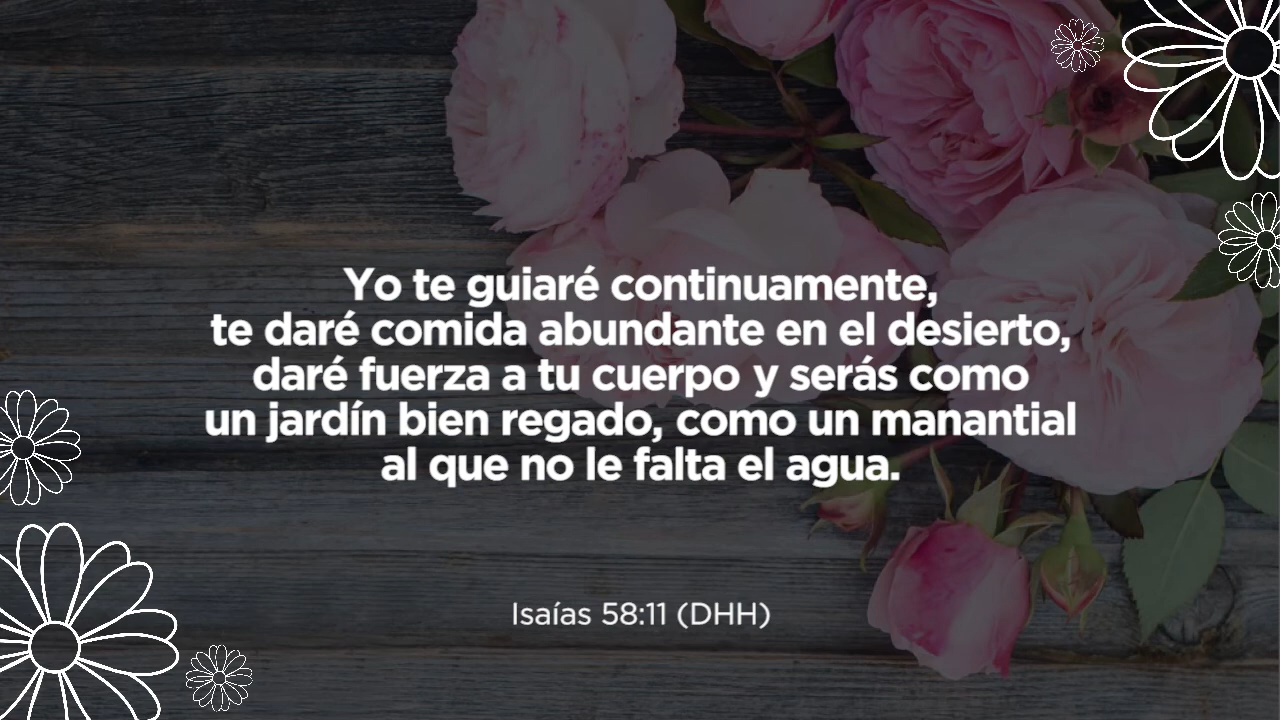 Yo te guiaré continuamente,
te daré comida abundante en el desierto,
daré fuerza a tu cuerpo y serás como
un jardín bien regado, como un manantial
al que no le falta el agua.
Isaías 58:11 (DHH)